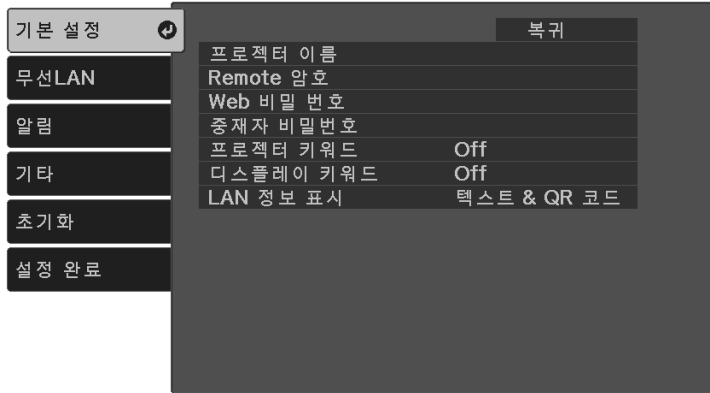 기본 설정
무선LAN
알림
기타
초기화
설정 완료
복귀
프로젝터 이름
Remote 암호
Web 비밀 번호
중재자 비밀번호
프로젝터 키워드 Off
디스플레이 키워드 Off
LAN 정보 표시 텍스트 & QR 코드